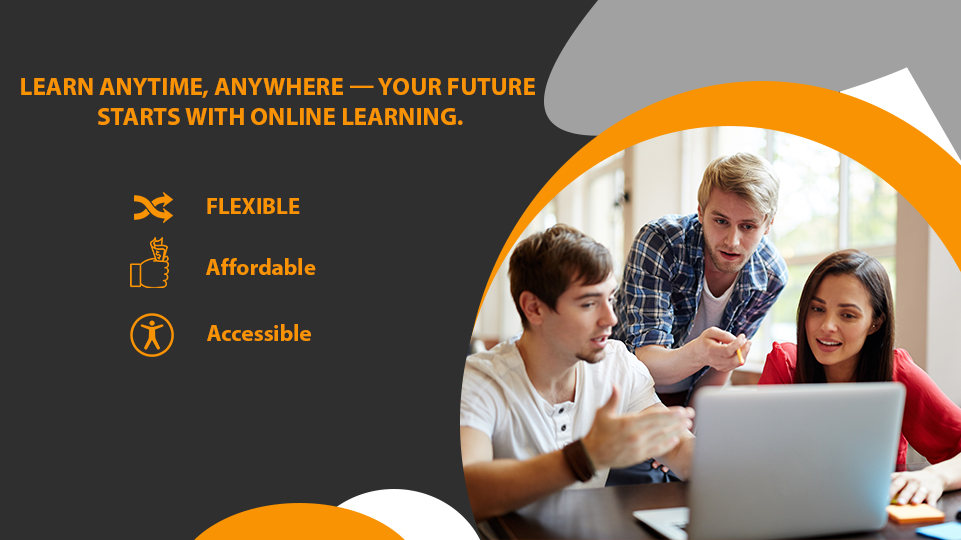 LEARN ANYTIME, ANYWHERE — YOUR FUTURE
STARTS WITH ONLINE LEARNING.
FLEXIBLE
Affordable
Accessible